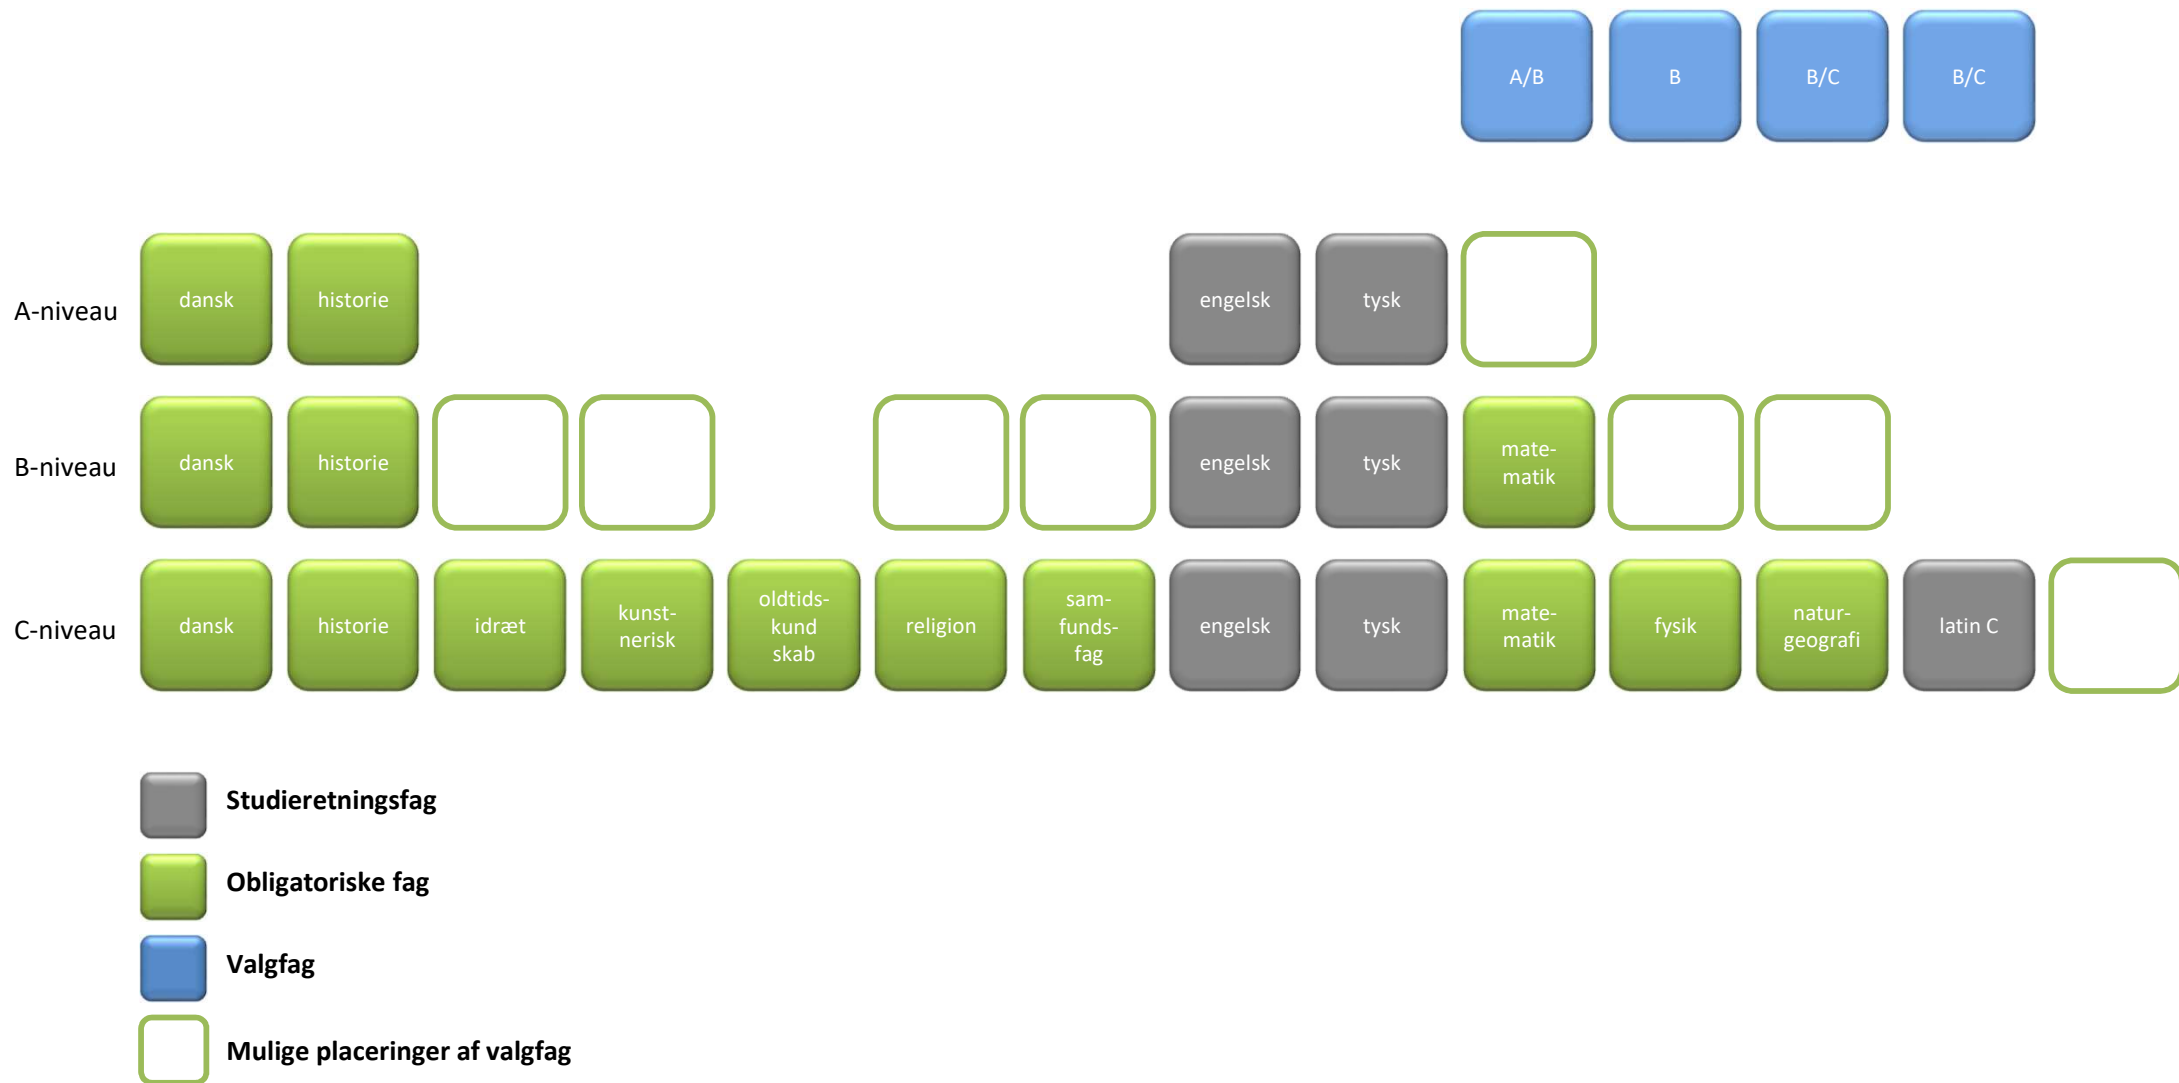 A/B
B
B/C
B/C
A-niveau
dansk
historie
engelsk
tysk
B-niveau
dansk
historie
engelsk
tysk
mate-
matik
C-niveau
dansk
historie
idræt
kunst-
nerisk
oldtids-
kund
skab
religion
sam-
funds-
fag
engelsk
tysk
mate-
matik
fysik
natur-
geografi
latin C
Studieretningsfag
Obligatoriske fag
Valgfag
Mulige placeringer af valgfag